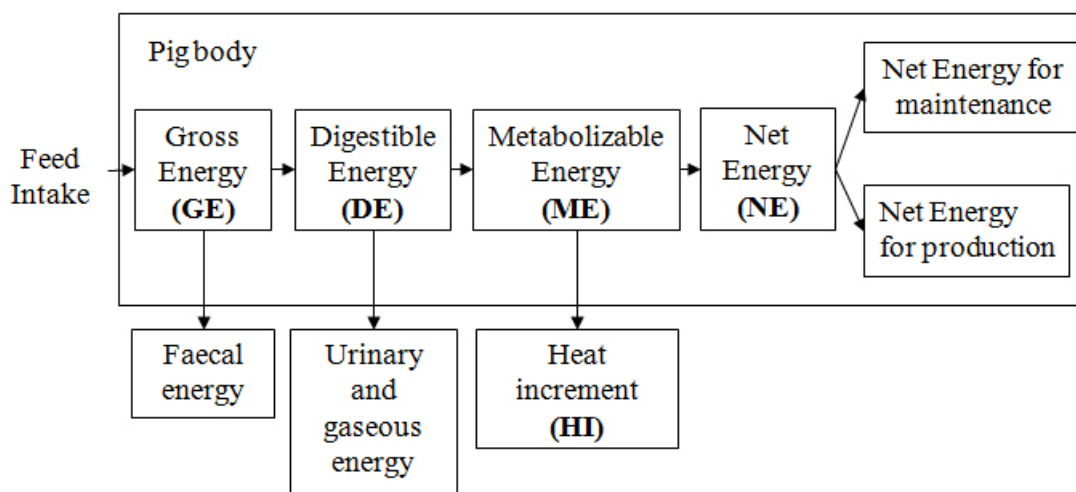 Pig body
Feed
Intake
Gross
Energy
(GE)
Digestible
Energy
(DE)
Metabolizable
Energy
(ME)
Net
Energy
(NE)
Net Energy for
maintenance
Net Energy
for production
Faecal
energy
Urinary
and
gaseous
energy
Heat
increment
(HI)